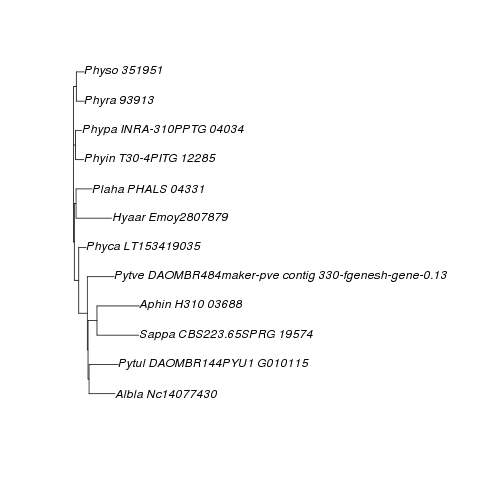 Physo 351951
Phyra 93913
Phypa INRA-310PPTG 04034
Phyin T30-4PITG 12285
Plaha PHALS 04331
Hyaar Emoy2807879
Phyca LT153419035
Pytve DAOMBR484maker-pve contig 330-fgenesh-gene-0.13
Aphin H310 03688
Sappa CBS223.65SPRG 19574
Pytul DAOMBR144PYU1 G010115
Albla Nc14077430